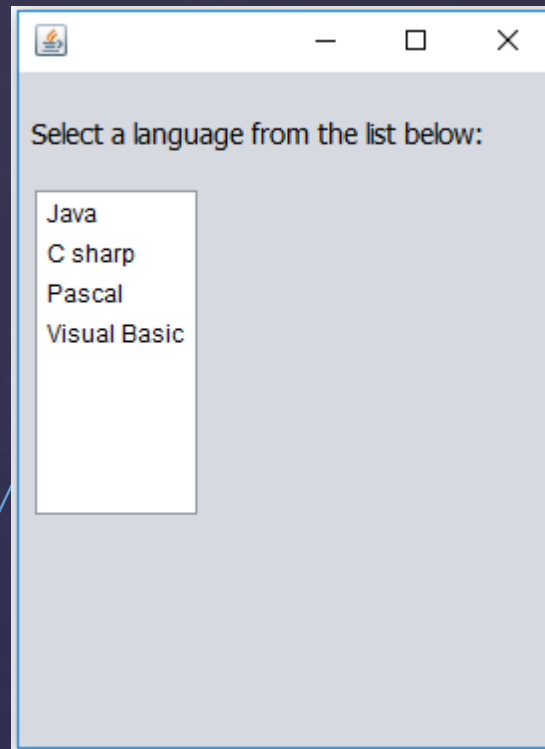 Select a language from the list below:
Java
C sharp
Pascal
Visual Basic